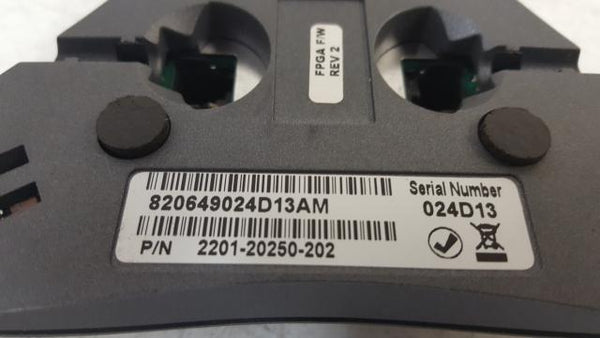 FPGA F/W
REV 2
820649024D13AM
Serial Number
024D13
P/N 2201-20250-202